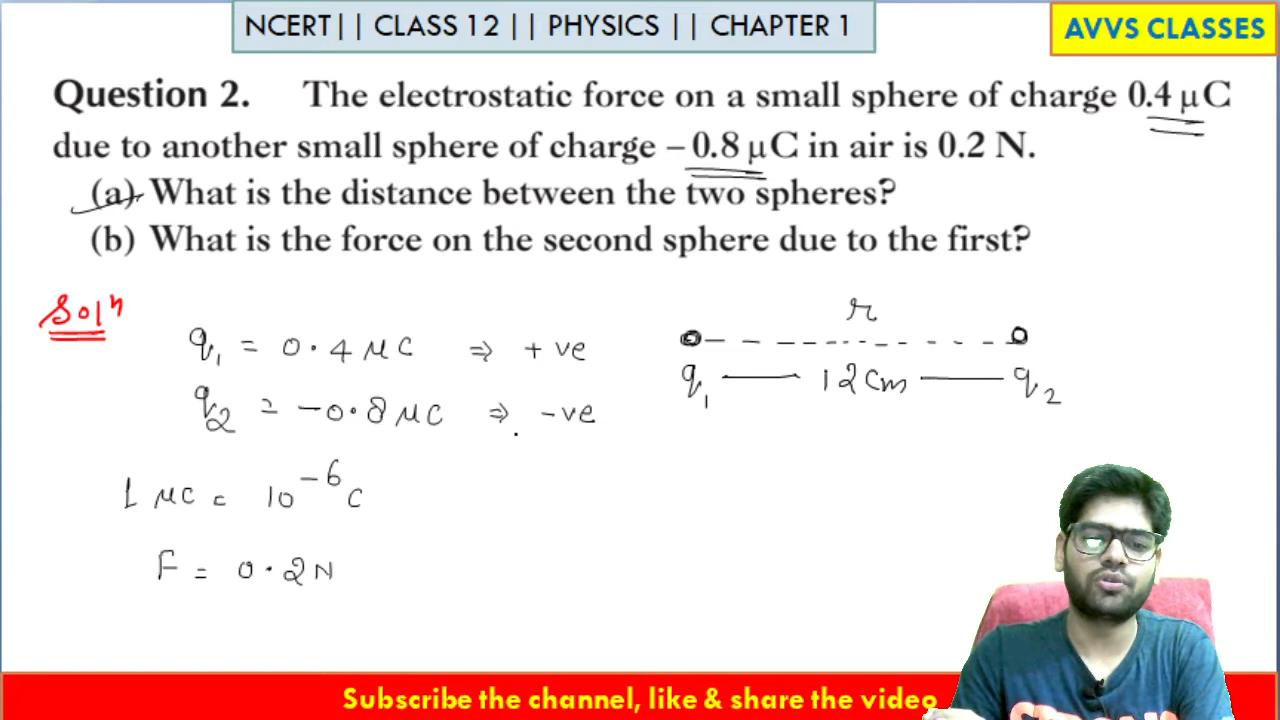 NCERT|| CLASS 12 || PHYSICS || CHAPTER 1
AVVS CLASSES
Question 2. The electrostatic force on a small sphere of charge 0.4 μC
due to another small sphere of charge – 0.8 μC in air is 0.2 N.
(a) What is the distance between the two spheres?
(b) What is the force on the second sphere due to the first?
Solⁿ
q₁ = 0.4 μC ⇒ + ve
q₂ = -0.8 μC ⇒ -ve
1 μC = 10⁻⁶ C
F = 0.2 N
r
q₁ — 12 cm — q₂
Subscribe the channel, like & share the video